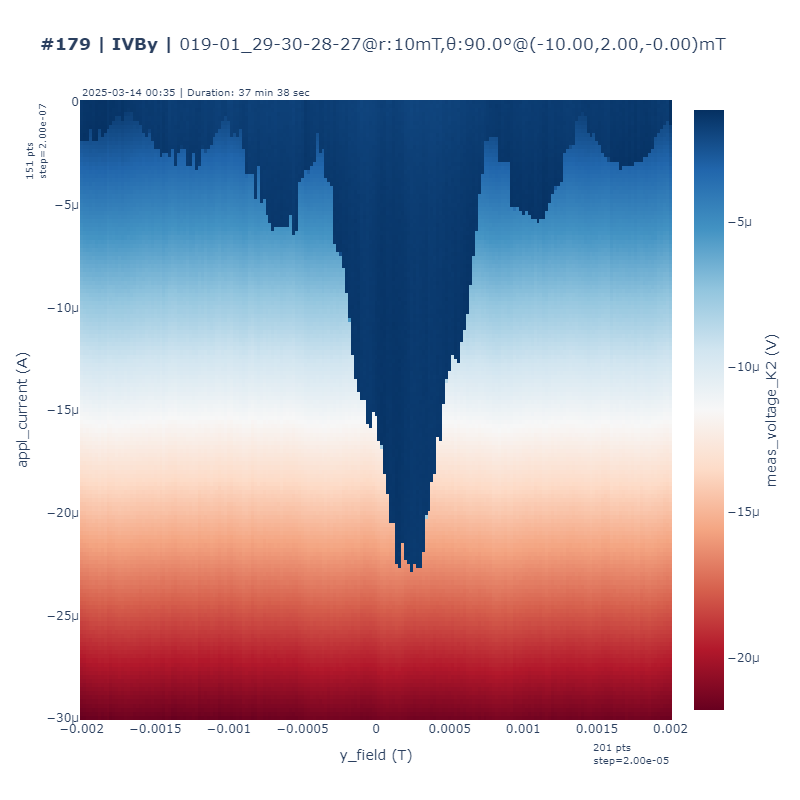 #179 | IVBy | 019-01_29-30-28-27@r:10mT,θ:90.0°@(-10.00,2.00,-0.00)mT
2025-03-14 00:35 | Duration: 37 min 38 sec
151 pts
step=2.00e-07
0
−5μ
−10μ
−15μ
−20μ
−25μ
−30μ
appl_current (A)
−0.002
−0.0015
−0.001
−0.0005
0
0.0005
0.001
0.0015
0.002
y_field (T)
201 pts
step=2.00e-05
−5μ
−10μ
−15μ
−20μ
meas_voltage_K2 (V)